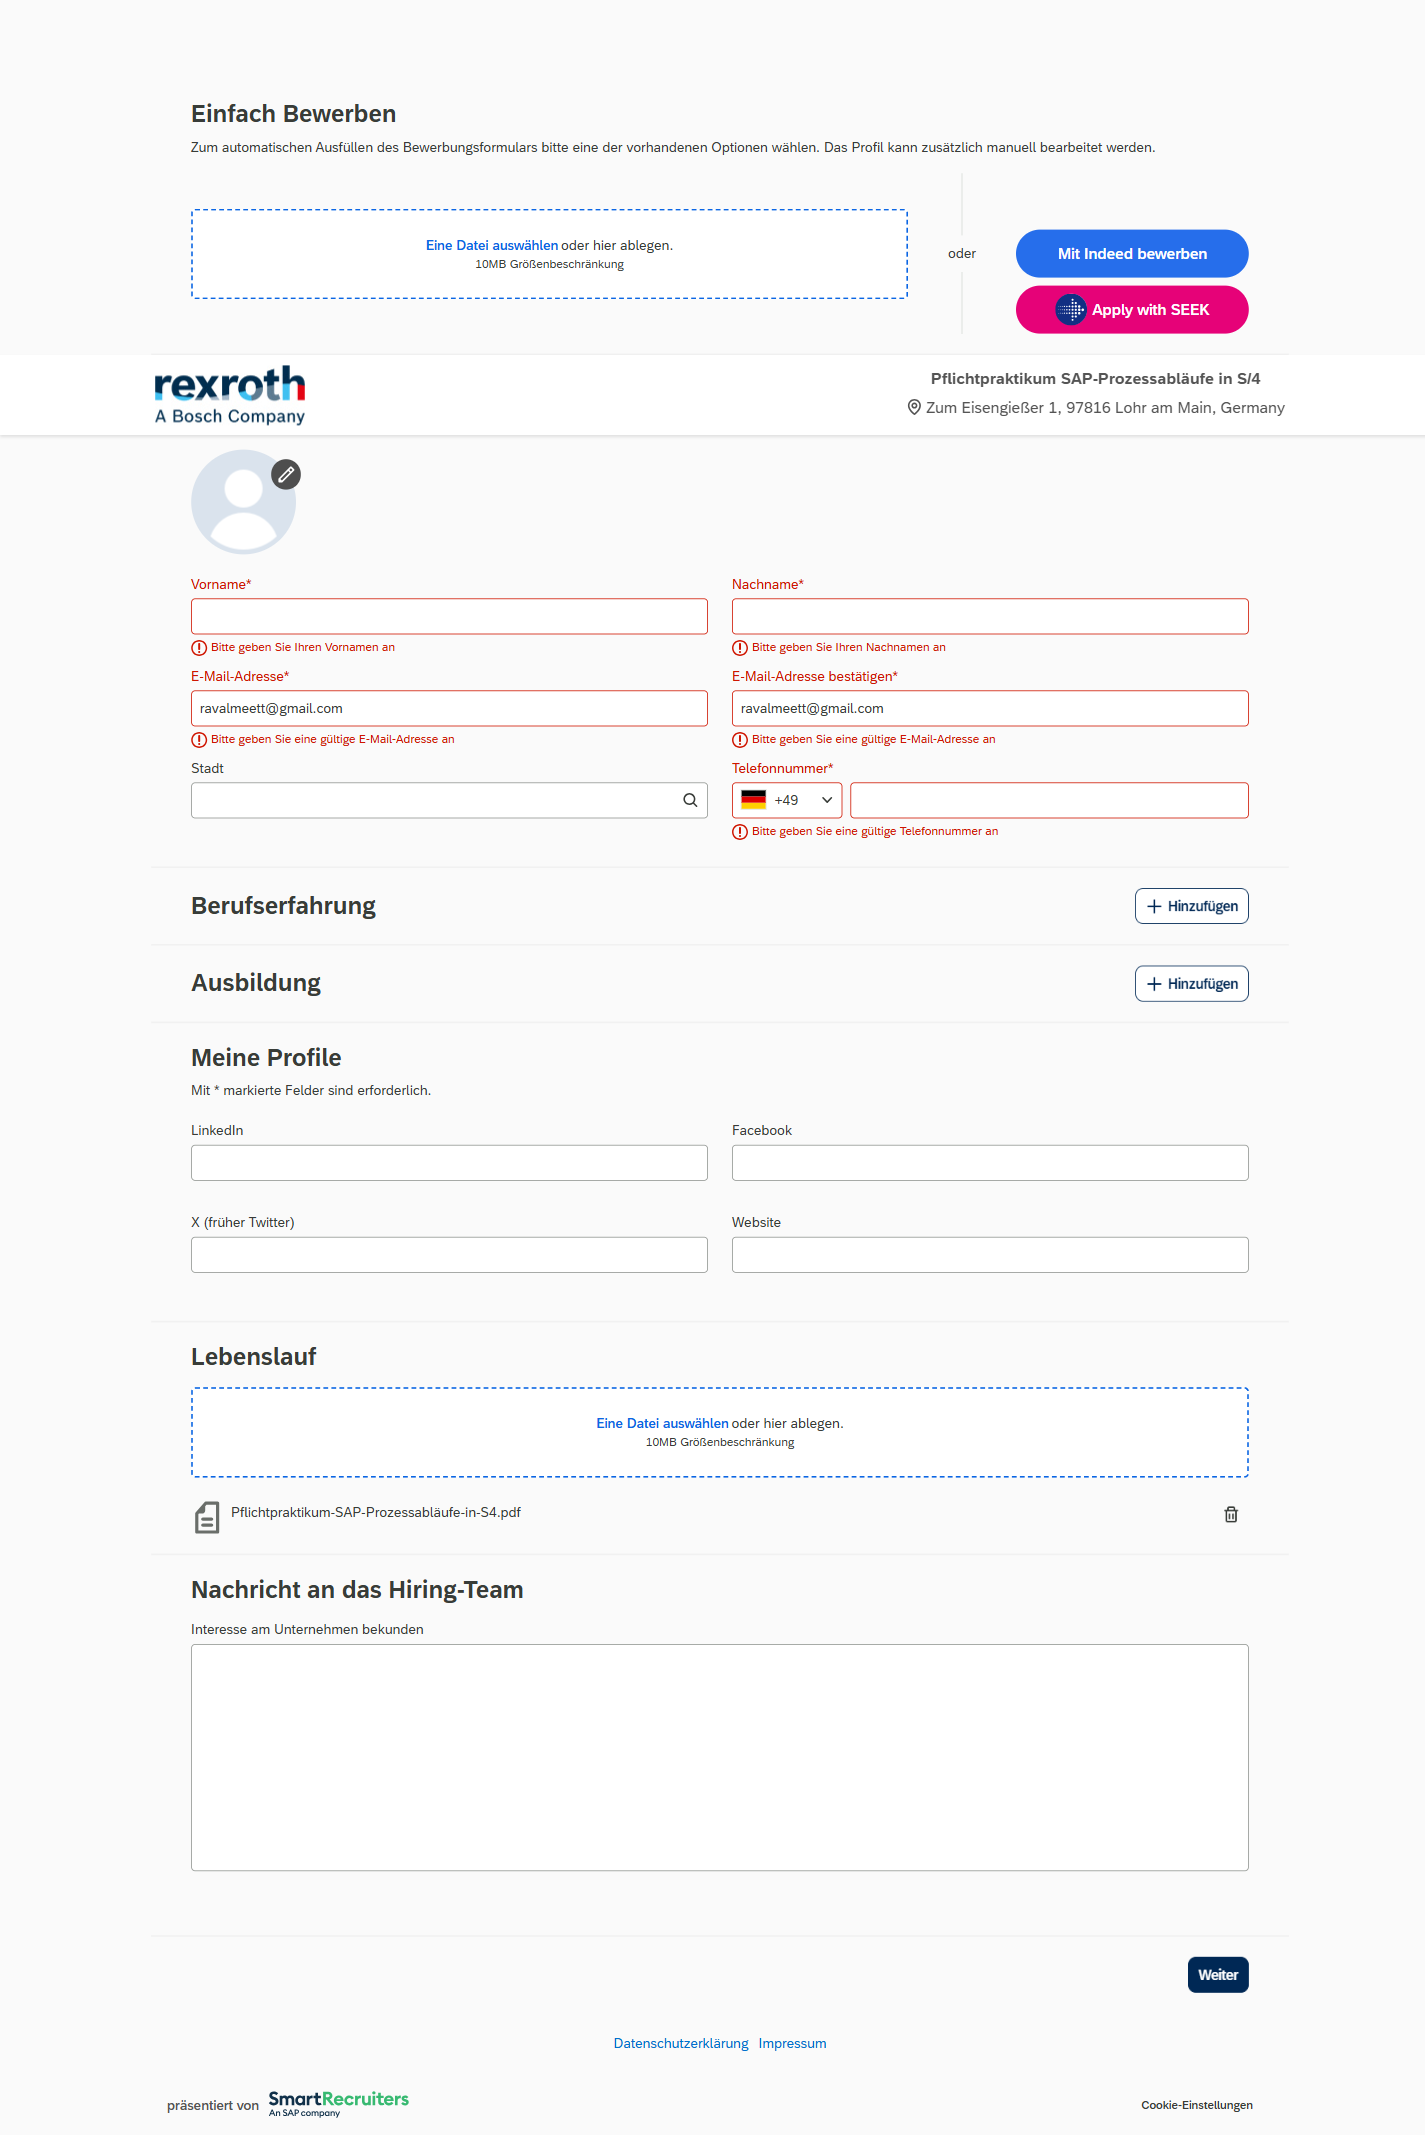 Einfach Bewerben
Zum automatischen Ausfüllen des Bewerbungsformulars bitte eine der vorhandenen Optionen wählen. Das Profil kann zusätzlich manuell bearbeitet werden.
Eine Datei auswählen oder hier ablegen.
10MB Größenbeschränkung
oder
Mit Indeed bewerben
Apply with SEEK
rexroth
A Bosch Company
Pflichtpraktikum SAP-Prozessabläufe in S/4
Zum Eisengießer 1, 97816 Lohr am Main, Germany
Vorname*
Nachname*
Bitte geben Sie Ihren Vornamen an
Bitte geben Sie Ihren Nachnamen an
E-Mail-Adresse*
E-Mail-Adresse bestätigen*
ravalmeett@gmail.com
ravalmeett@gmail.com
Bitte geben Sie eine gültige E-Mail-Adresse an
Bitte geben Sie eine gültige E-Mail-Adresse an
Stadt
Telefonnummer*
+49
Bitte geben Sie eine gültige Telefonnummer an
Berufserfahrung
Hinzufügen
Ausbildung
Hinzufügen
Meine Profile
Mit * markierte Felder sind erforderlich.
LinkedIn
Facebook
X (früher Twitter)
Website
Lebenslauf
Eine Datei auswählen oder hier ablegen.
10MB Größenbeschränkung
Pflichtpraktikum-SAP-Prozessabläufe-in-S4.pdf
Nachricht an das Hiring-Team
Interesse am Unternehmen bekunden
Weiter
Datenschutzerklärung Impressum
präsentiert von SmartRecruiters
An SAP company
Cookie-Einstellungen